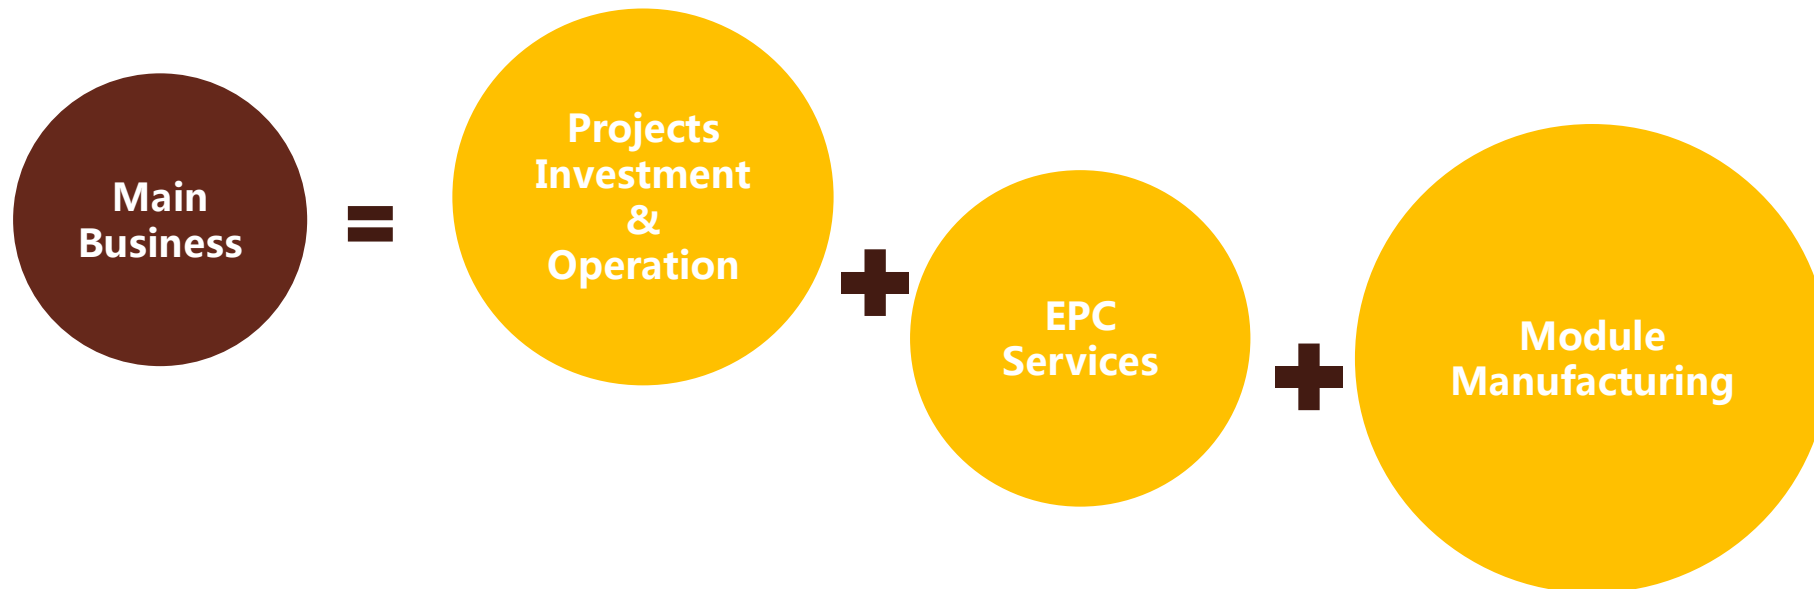 Main
Business
=
Projects
Investment
&
Operation
+
EPC
Services
+
Module
Manufacturing